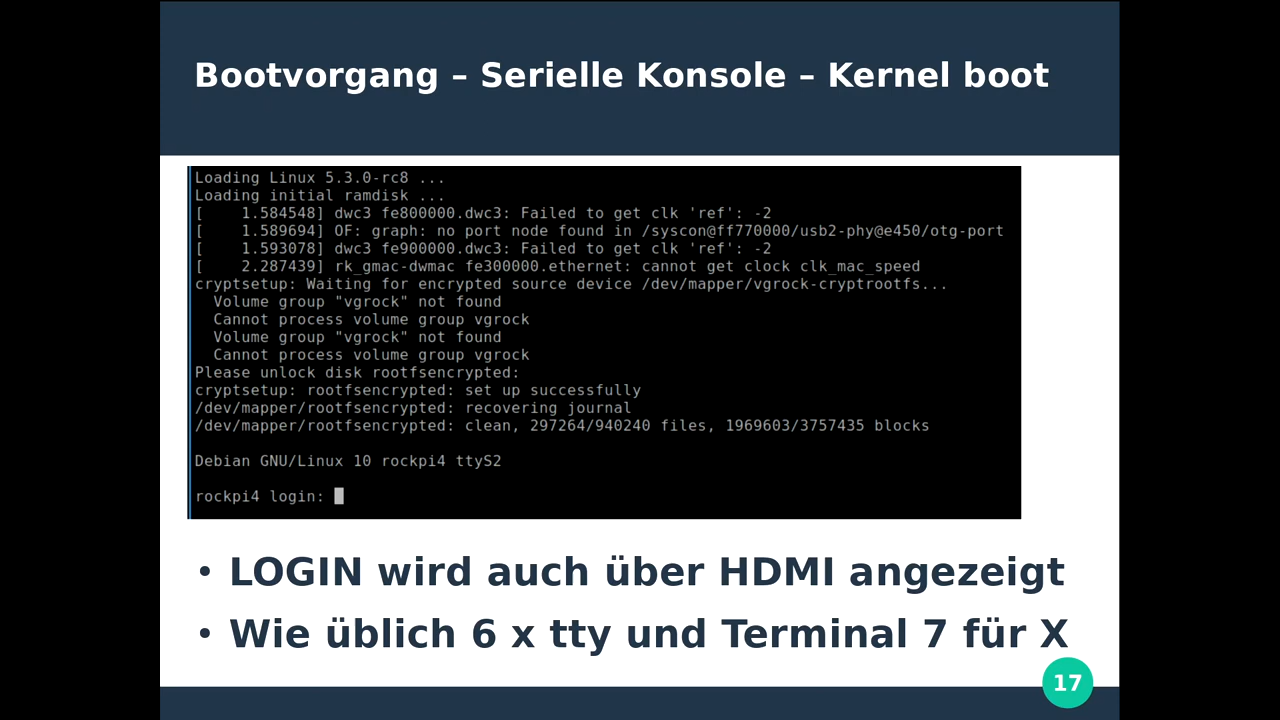 Bootvorgang – Serielle Konsole – Kernel boot
Loading Linux 5.3.0-rc8 ...
Loading initial ramdisk ...
[    1.584548] dwc3 fe800000.dwc3: Failed to get clk 'ref': -2
[    1.589694] OF: graph: no port node found in /syscon@ff770000/usb2-phy@e450/otg-port
[    1.593078] dwc3 fe900000.dwc3: Failed to get clk 'ref': -2
[    2.287439] rk_gmac-dwmac fe300000.ethernet: cannot get clock clk_mac_speed
cryptsetup: Waiting for encrypted source device /dev/mapper/vgrock-cryptrootfs...
  Volume group "vgrock" not found
  Cannot process volume group vgrock
  Volume group "vgrock" not found
  Cannot process volume group vgrock
Please unlock disk rootfsencrypted:
cryptsetup: rootfsencrypted: set up successfully
/dev/mapper/rootfsencrypted: recovering journal
/dev/mapper/rootfsencrypted: clean, 297264/940240 files, 1969603/3757435 blocks
Debian GNU/Linux 10 rockpi4 ttyS2
rockpi4 login:
• LOGIN wird auch über HDMI angezeigt
• Wie üblich 6 x tty und Terminal 7 für X
17